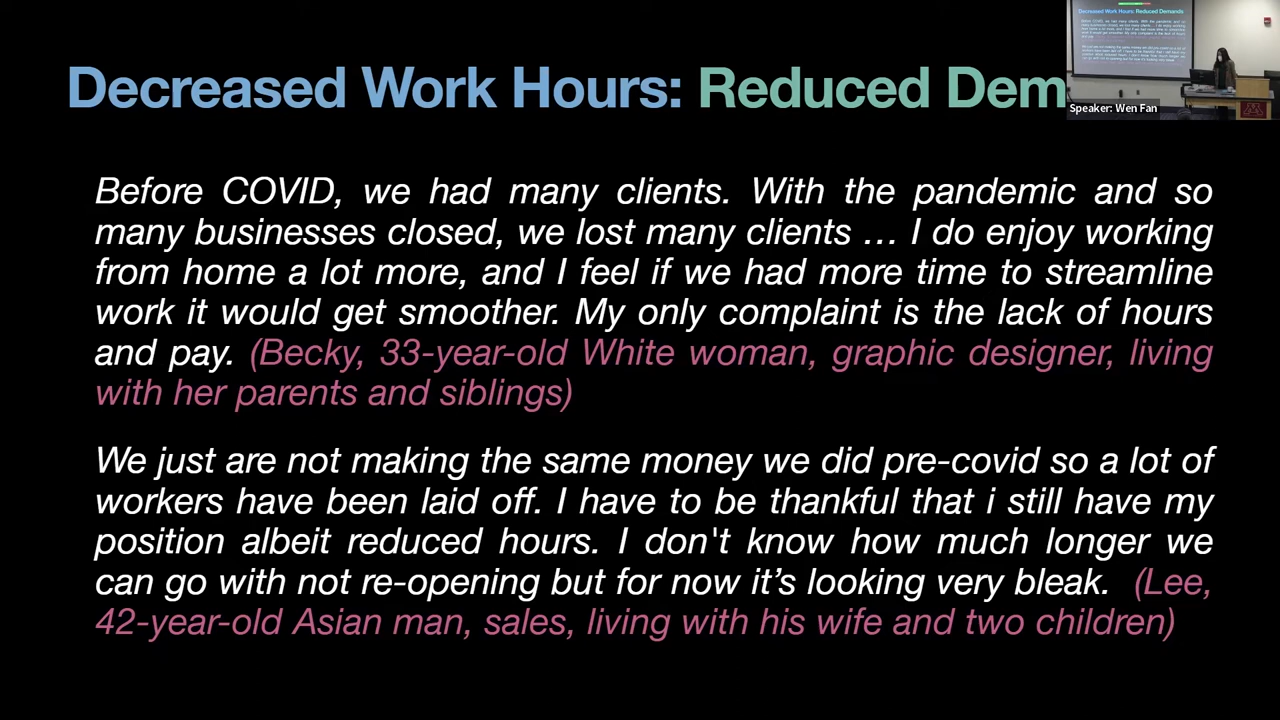 Decreased Work Hours: Reduced Demands
Decreased Work Hours: Reduced Dem
Speaker: Wen Fan
Before COVID, we had many clients. With the pandemic and so
many businesses closed, we lost many clients … I do enjoy working
from home a lot more, and I feel if we had more time to streamline
work it would get smoother. My only complaint is the lack of hours
and pay. (Becky, 33-year-old White woman, graphic designer, living
with her parents and siblings)
We just are not making the same money we did pre-covid so a lot of
workers have been laid off. I have to be thankful that i still have my
position albeit reduced hours. I don't know how much longer we
can go with not re-opening but for now it’s looking very bleak. (Lee,
42-year-old Asian man, sales, living with his wife and two children)